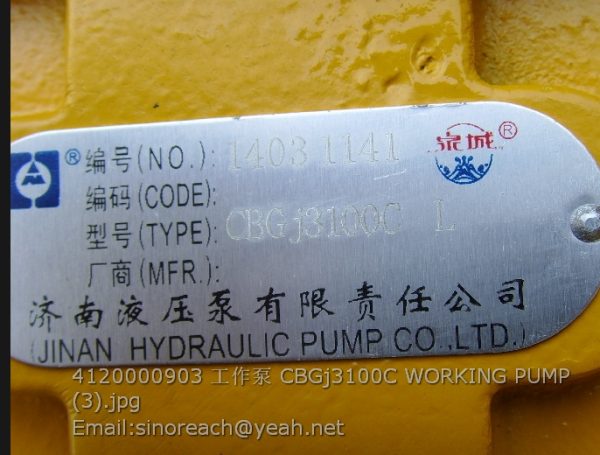 ® 编号(NO.): 14031141 泉城®
编码(CODE):
型号(TYPE): CBGj3100C L
厂商(MFR.):
济南液压泵有限责任公司
(JINAN HYDRAULIC PUMP CO.,LTD.)
4120000903 工作泵 CBGj3100C WORKING PUMP
(3).jpg
Email:sinoreach@yeah.net